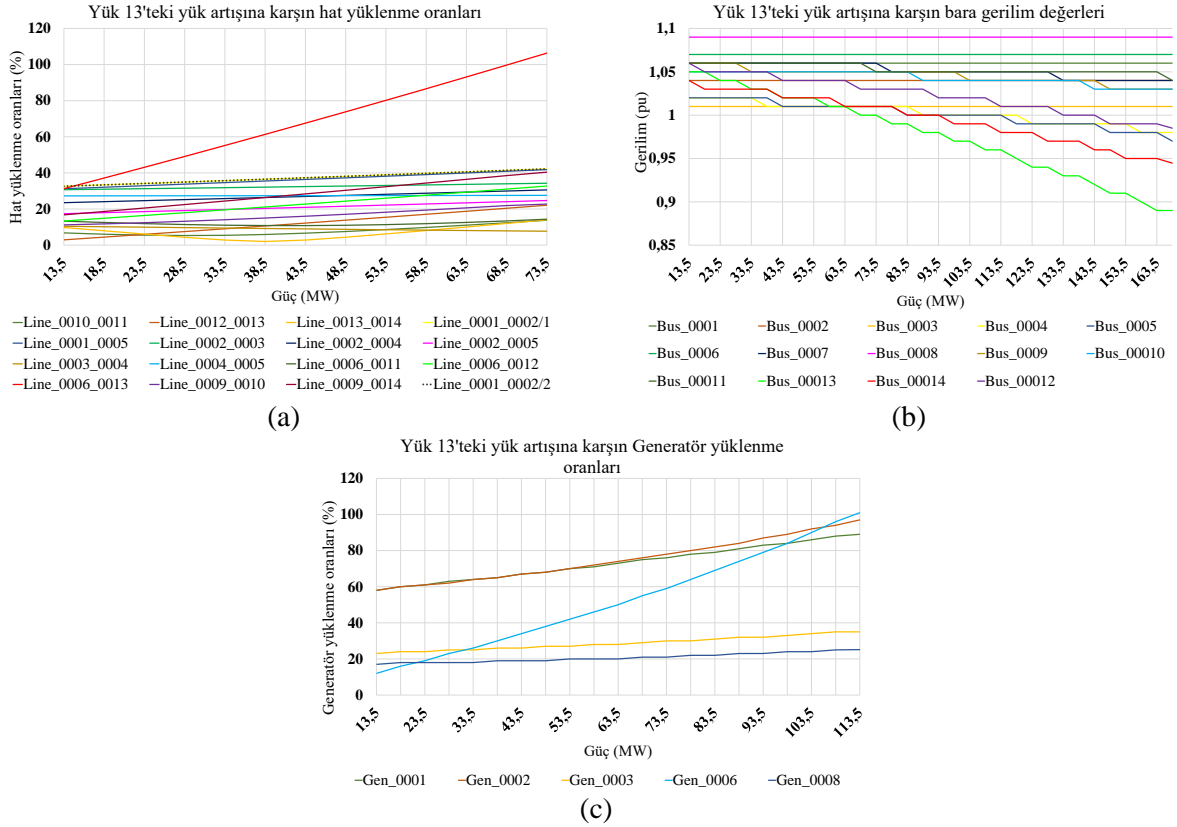 Yük 13'teki yük artışına karşın hat yüklenme oranları
Hat yüklenme oranları (%)
120
100
80
60
40
20
0
13,5 18,5 23,5 28,5 33,5 38,5 43,5 48,5 53,5 58,5 63,5 68,5 73,5
Güç (MW)
Line_0010_0011 Line_0012_0013 Line_0013_0014 Line_0001_0002/1
Line_0001_0005 Line_0002_0003 Line_0002_0004 Line_0002_0005
Line_0003_0004 Line_0004_0005 Line_0006_0011 Line_0006_0012
Line_0006_0013 Line_0009_0010 Line_0009_0014 Line_0001_0002/2
(a)
Yük 13'teki yük artışına karşın bara gerilim değerleri
Gerilim (pu)
1,1
1,05
1
0,95
0,9
0,85
13,5 23,5 33,5 43,5 53,5 63,5 73,5 83,5 93,5 103,5 113,5 123,5 133,5 143,5 153,5 163,5
Güç (MW)
Bus_0001 Bus_0002 Bus_0003 Bus_0004 Bus_0005
Bus_0006 Bus_0007 Bus_0008 Bus_0009 Bus_00010
Bus_00011 Bus_00013 Bus_00014 Bus_00012
(b)
Yük 13'teki yük artışına karşın Generatör yüklenme
oranları
Generatör yüklenme oranları (%)
120
100
80
60
40
20
0
13,5 23,5 33,5 43,5 53,5 63,5 73,5 83,5 93,5 103,5 113,5
Güç (MW)
Gen_0001 Gen_0002 Gen_0003 Gen_0006 Gen_0008
(c)